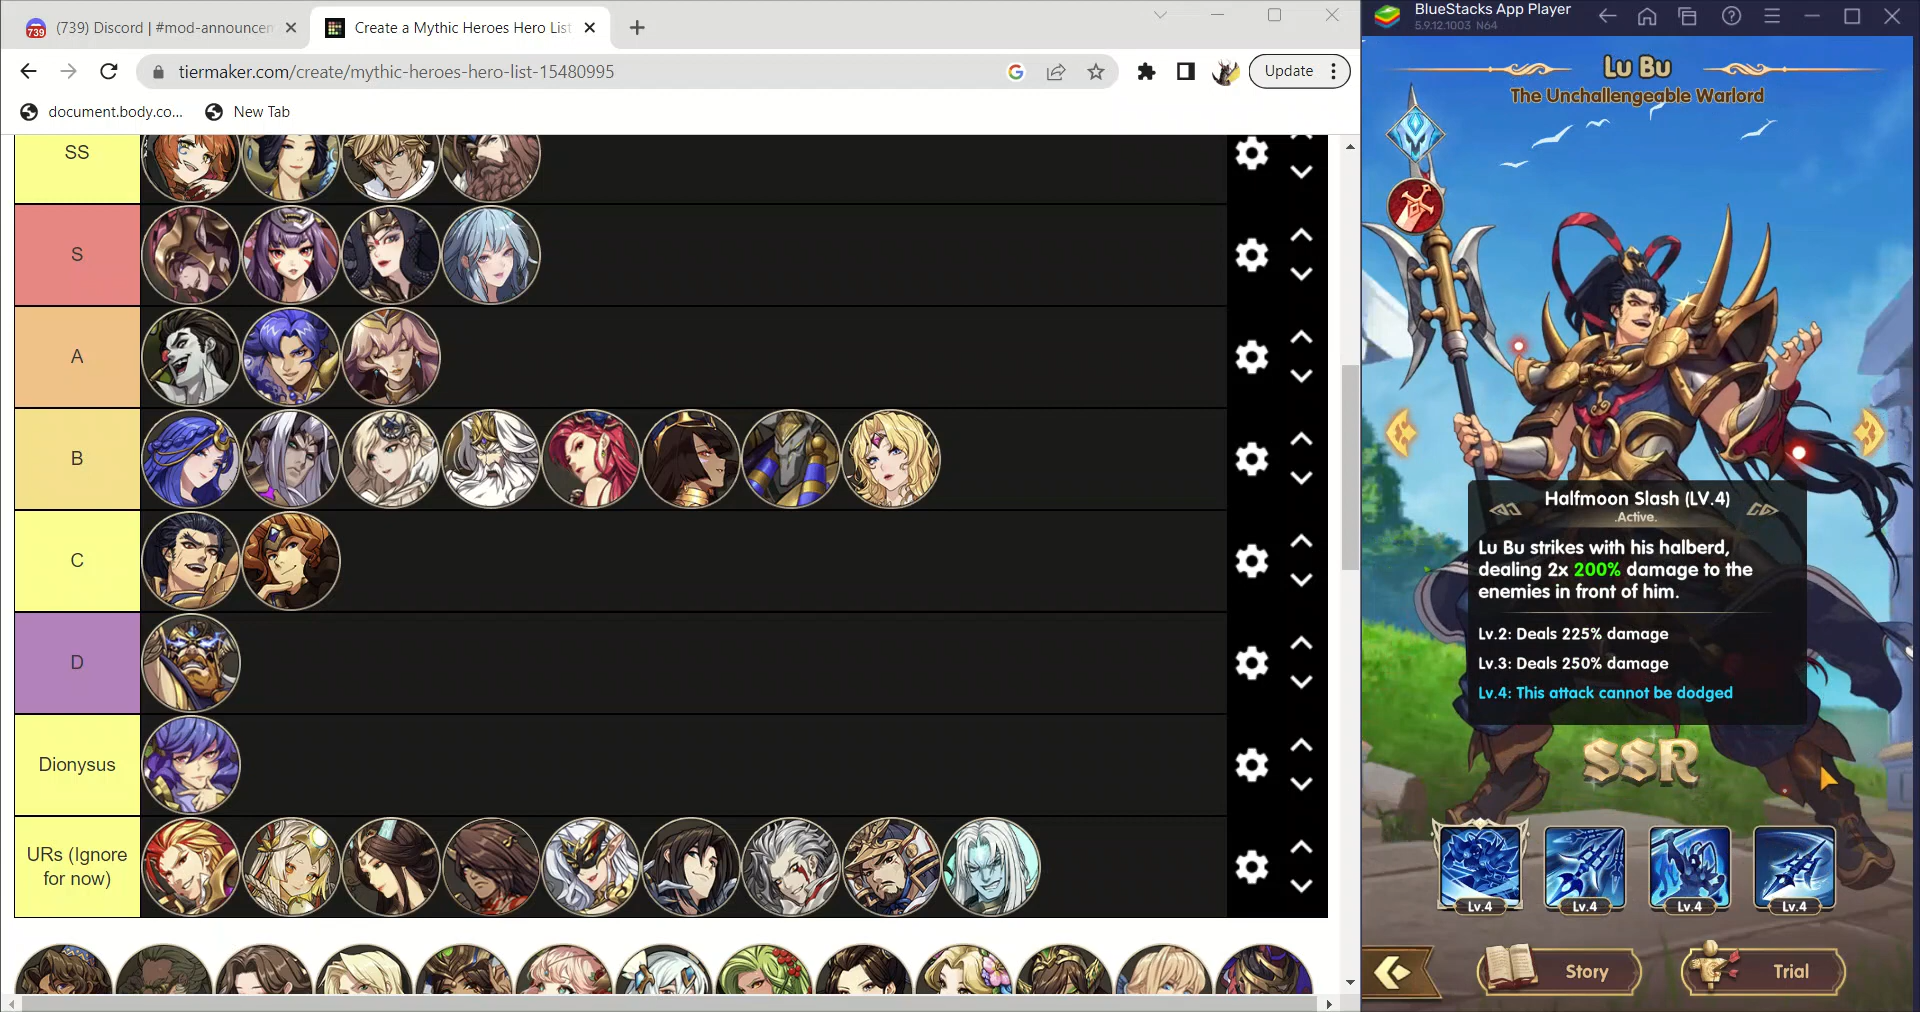 (739) Discord | #mod-announcem
739
Create a Mythic Heroes Hero List
tiermaker.com/create/mythic-heroes-hero-list-15480995
Update
document.body.co...
New Tab
SS
S
A
B
C
D
Dionysus
URs (Ignore
for now)
BlueStacks App Player
5.9.12.1003 N64
Lu Bu
The Unchallengeable Warlord
Halfmoon Slash (LV.4)
.Active.
Lu Bu strikes with his halberd,
dealing 2x 200% damage to the
enemies in front of him.
Lv.2: Deals 225% damage
Lv.3: Deals 250% damage
Lv.4: This attack cannot be dodged
SSR
Lv.4
Lv.4
Lv.4
Lv.4
Story
Trial